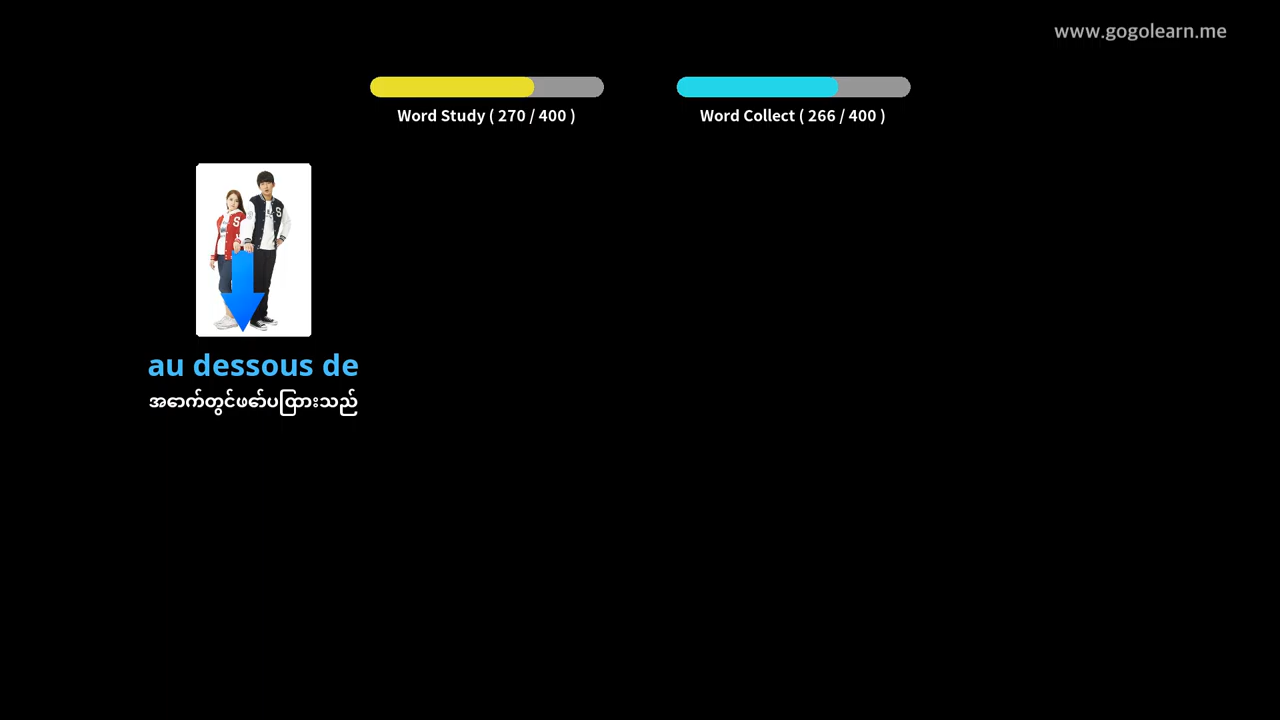 www.gogolearn.me
Word Study ( 270 / 400 )
Word Collect ( 266 / 400 )
S
S
au dessous de
အောက်တွင်ဖော်ပြထားသည်